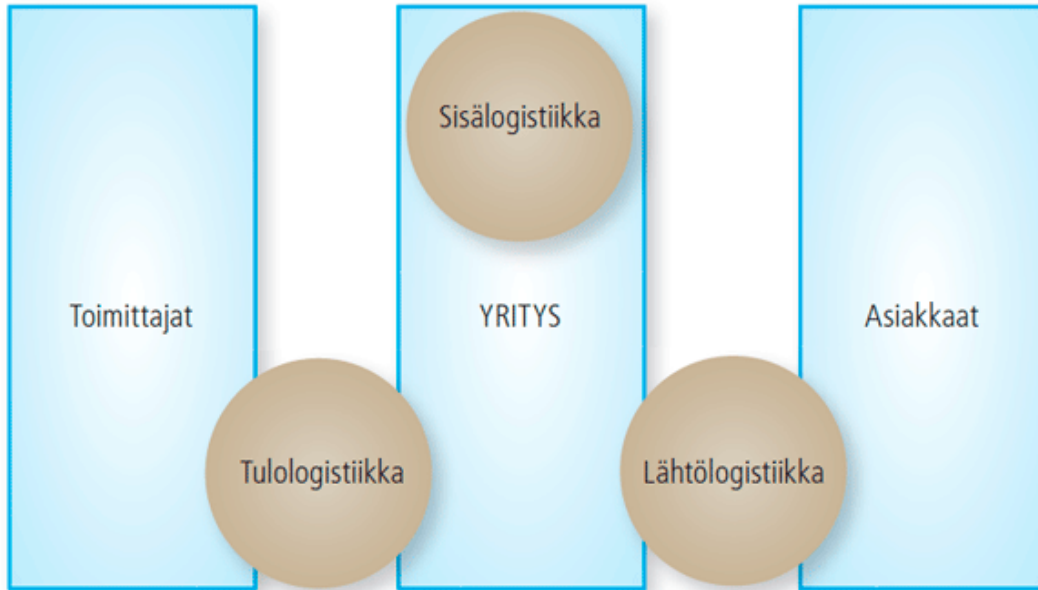 Sisälogistiikka
Toimittajat
YRITYS
Asiakkaat
Tulologistiikka
Lähtölogistiikka